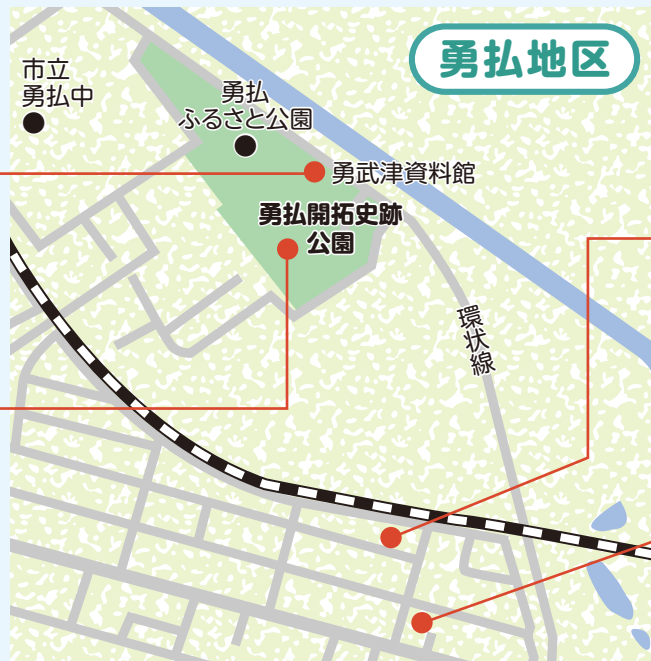 勇払地区
市立
勇払中
勇払
ふるさと公園
勇武津資料館
勇払開拓史跡
公園
環状線